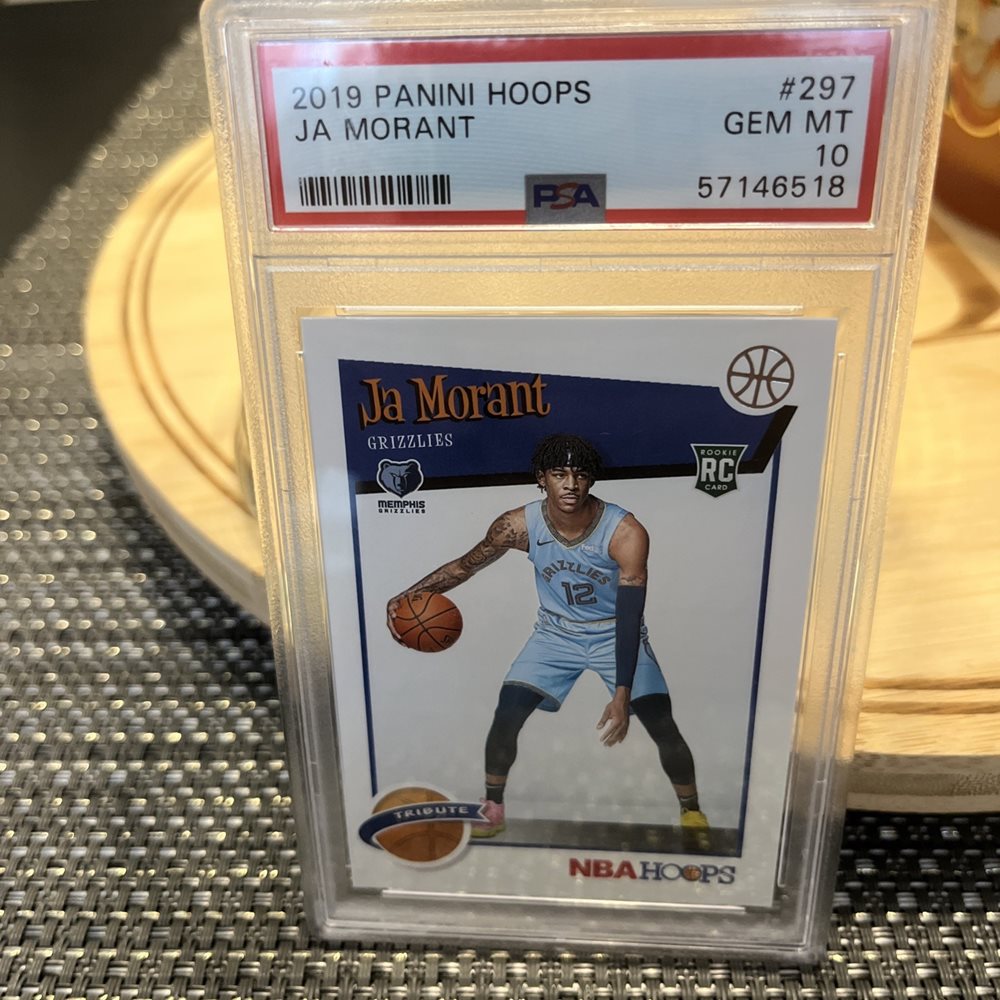 2019 PANINI HOOPS #297
JA MORANT GEM MT
10
PSA 57146518
Ja Morant
GRIZZLIES
MEMPHIS
GRIZZLIES
ROOKIE
RC
CARD
GRIZZLIES
12
TRIBUTE
NBA HOOPS